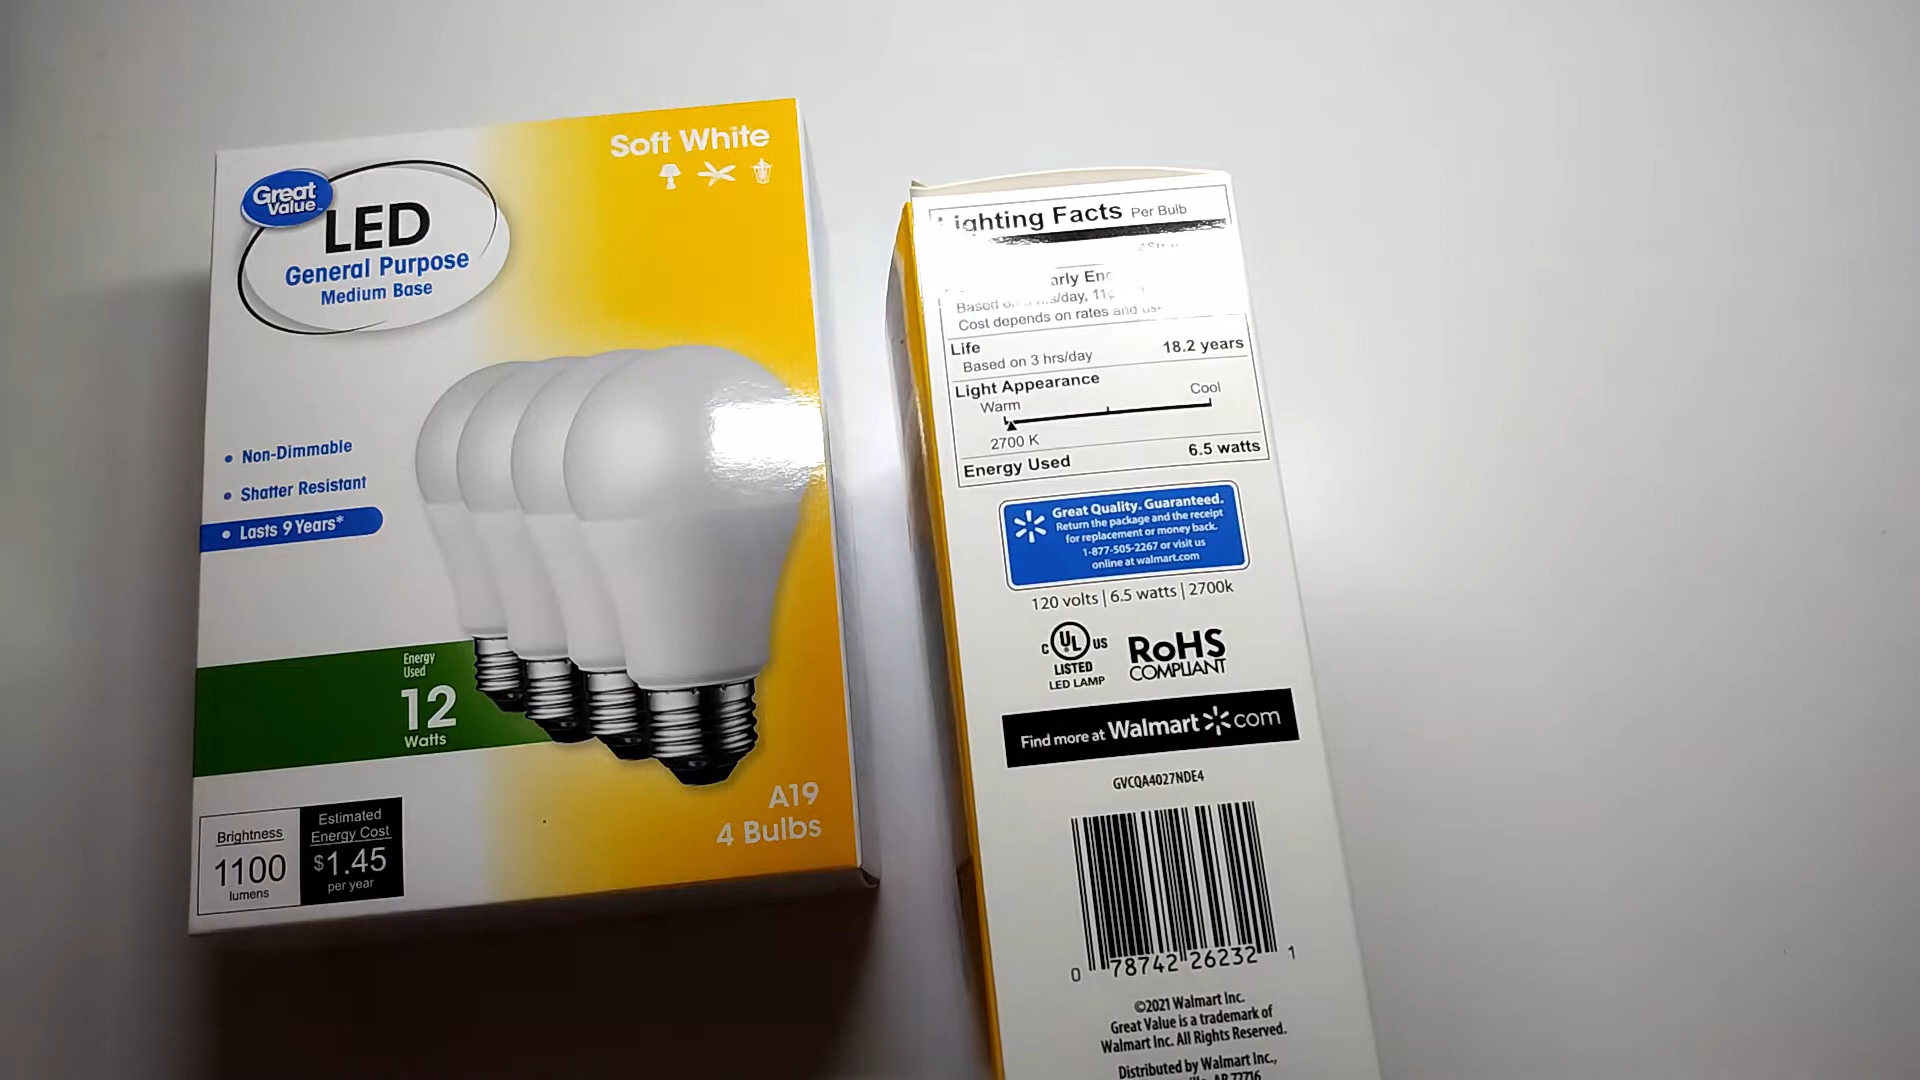 Soft White
Great
Value
LED
General Purpose
Medium Base
• Non-Dimmable
• Shatter Resistant
• Lasts 9 Years*
Energy
Used
12
Watts
A19
4 Bulbs
Brightness
1100
lumens
Estimated
Energy Cost
$1.45
per year
Lighting Facts Per Bulb
Based
Cost depends on rates and
Life
Based on 3 hrs/day
18.2 years
Light Appearance
Warm
Cool
2700 K
Energy Used
6.5 watts
Great Quality. Guaranteed.
Return the package and the receipt
for replacement or money back.
1-877-505-2267 or visit us
online at walmart.com
120 volts | 6.5 watts | 2700k
C UL US
LISTED
LED LAMP
RoHS
COMPLIANT
Find more at Walmart com
GVCQA4027NDE4
0 78742 26232 1
©2021 Walmart Inc.
Great Value is a trademark of
Walmart Inc. All Rights Reserved.
Distributed by Walmart Inc.,
AR 72716